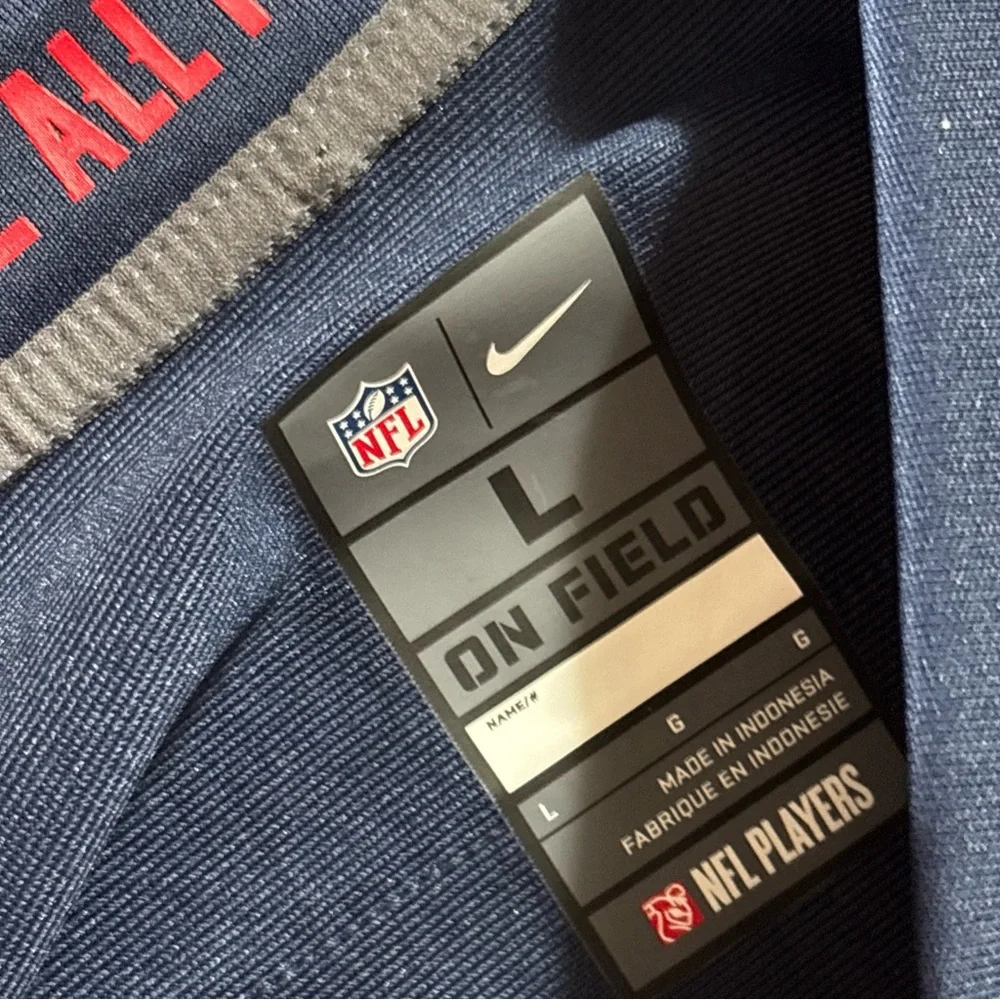 ALL
NFL
L
ON FIELD
NAME/#
L G G
MADE IN INDONESIA
FABRIQUE EN INDONESIE
NFL PLAYERS